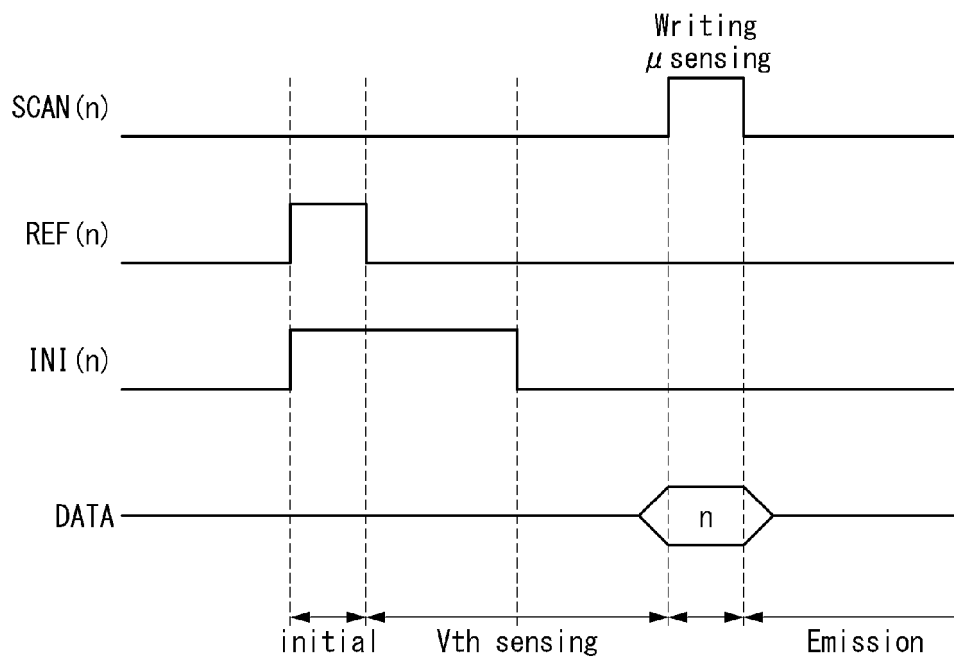 Writing
μ sensing
SCAN(n)
REF(n)
INI(n)
DATA
n
initial
Vth sensing
Emission